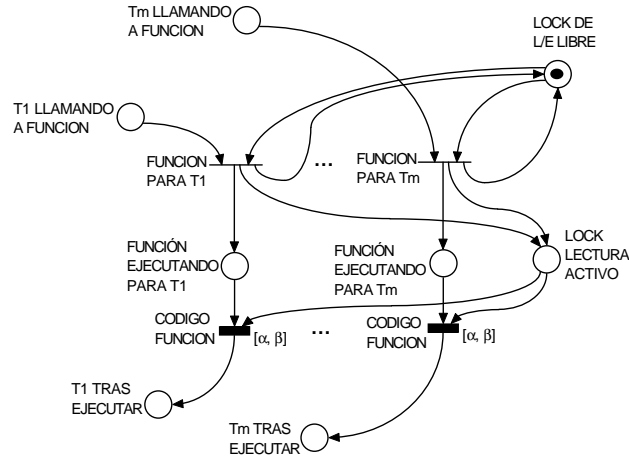 Tm LLAMANDO
A FUNCION
LOCK DE
L/E LIBRE
T1 LLAMANDO
A FUNCION
FUNCION
PARA T1
...
FUNCION
PARA Tm
FUNCIÓN
EJECUTANDO
PARA T1
FUNCIÓN
EJECUTANDO
PARA Tm
LOCK
LECTURA
ACTIVO
CODIGO
FUNCION
[α, β]
...
CODIGO
FUNCION
[α, β]
T1 TRAS
EJECUTAR
Tm TRAS
EJECUTAR